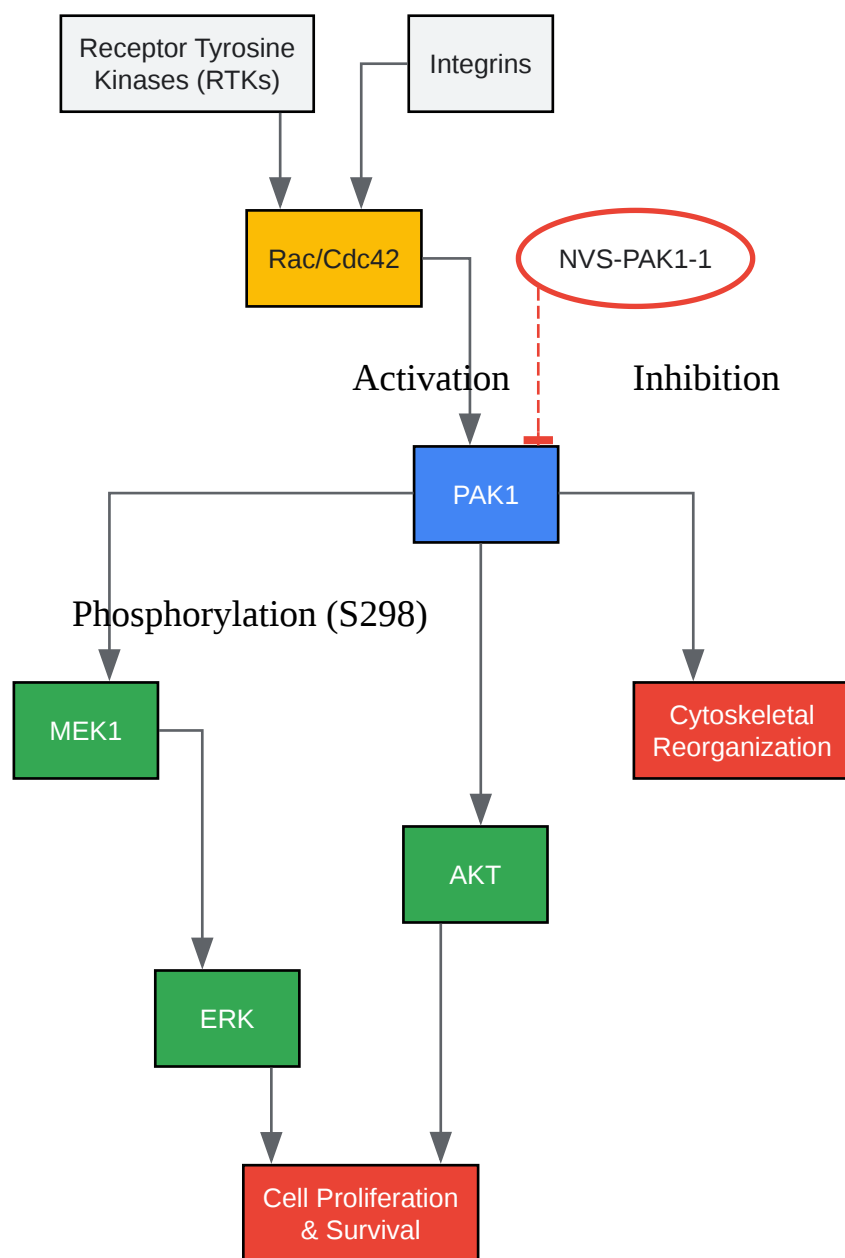 Receptor Tyrosine
Kinases (RTKs)
Integrins
Rac/Cdc42
NVS-PAK1-1
Activation
Inhibition
PAK1
Phosphorylation (S298)
MEK1
Cytoskeletal
Reorganization
AKT
ERK
Cell Proliferation
& Survival